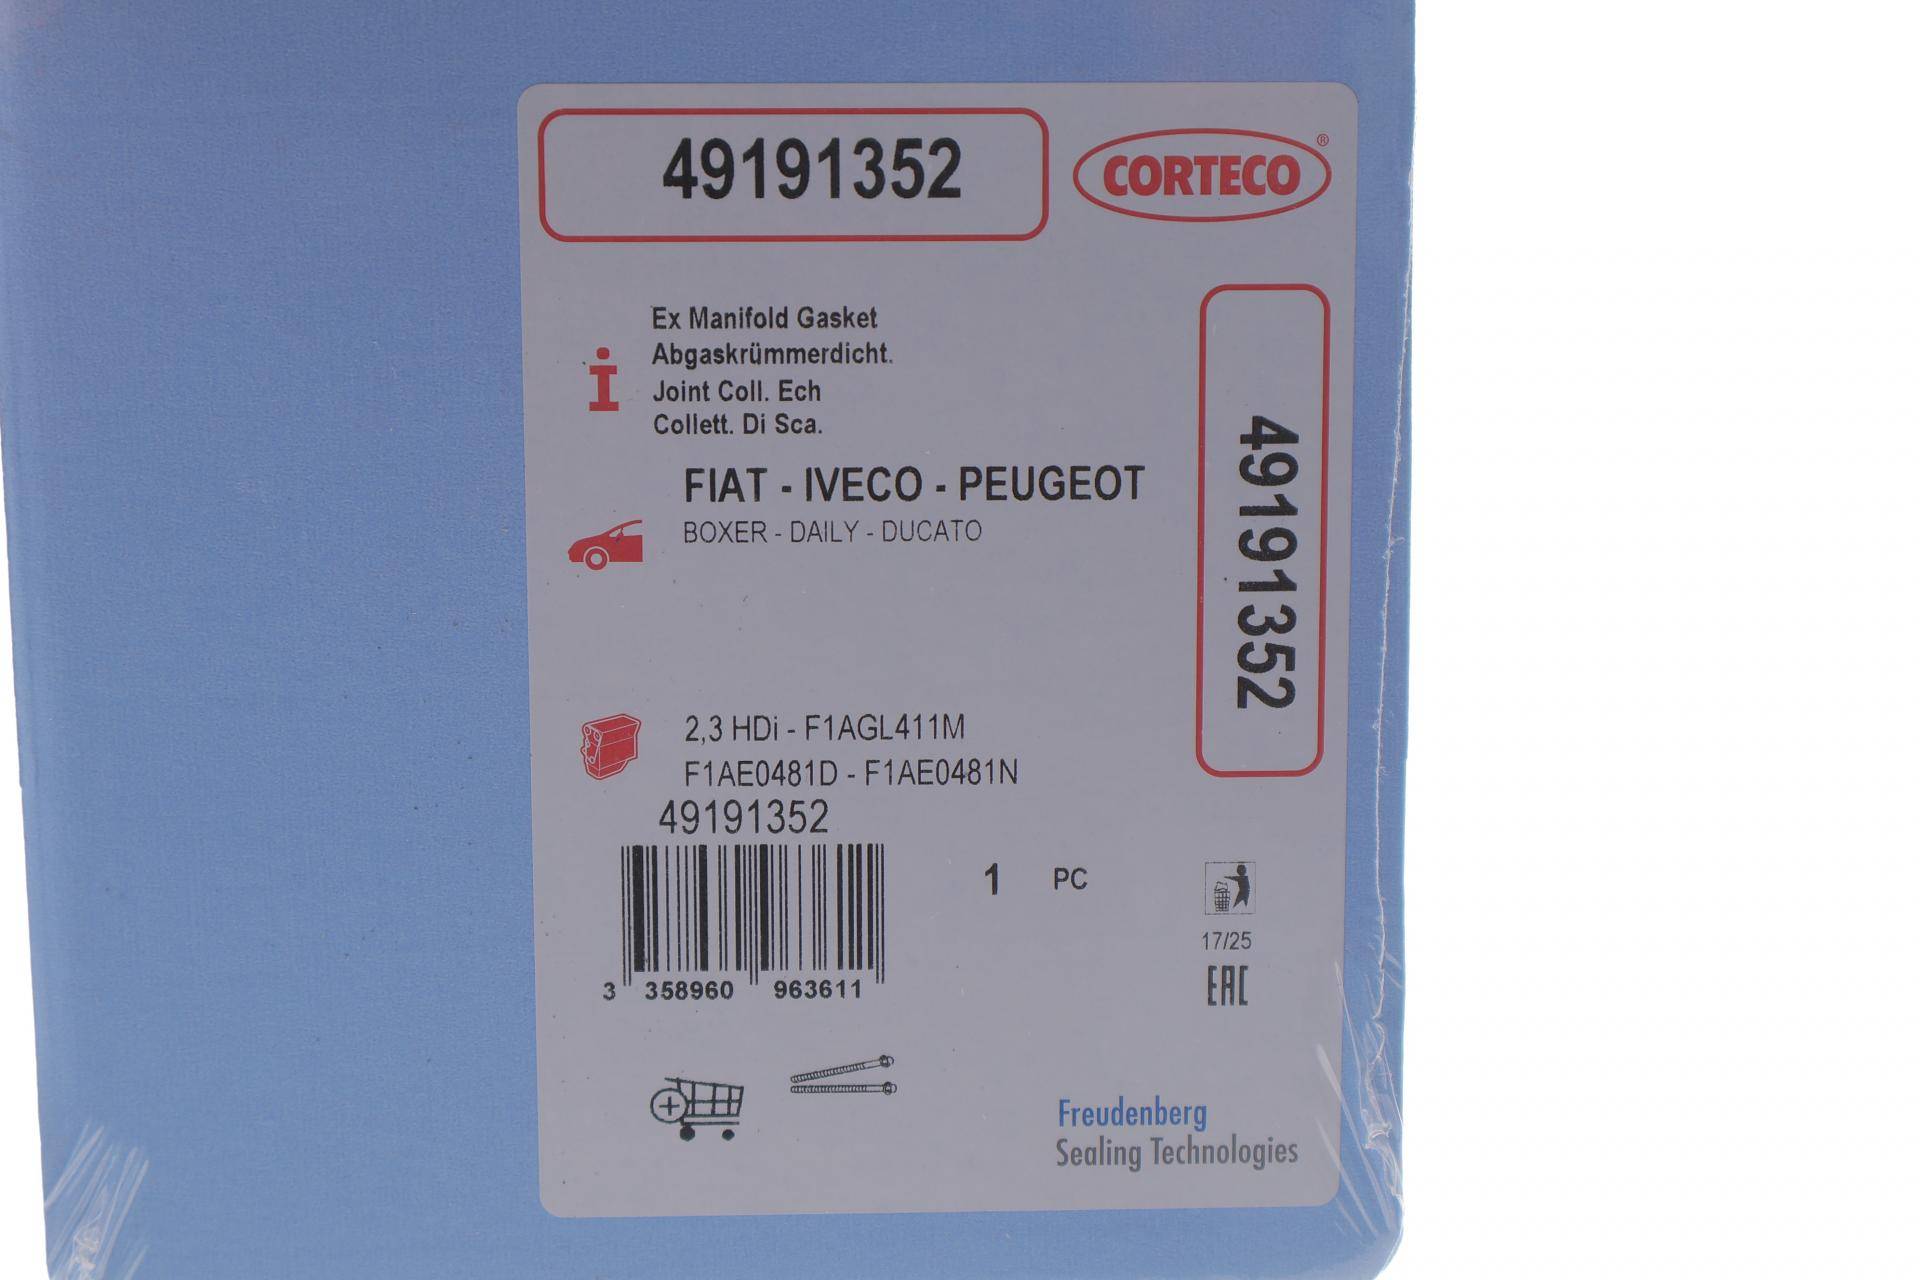 49191352
CORTECO®
Ex Manifold Gasket
Abgaskrümmerdicht.
Joint Coll. Ech
Collett. Di Sca.
FIAT - IVECO - PEUGEOT
BOXER - DAILY - DUCATO
49191352
2,3 HDi - F1AGL411M
F1AE0481D - F1AE0481N
49191352
1 PC
3 358960 963611
17/25
EAC
Freudenberg
Sealing Technologies